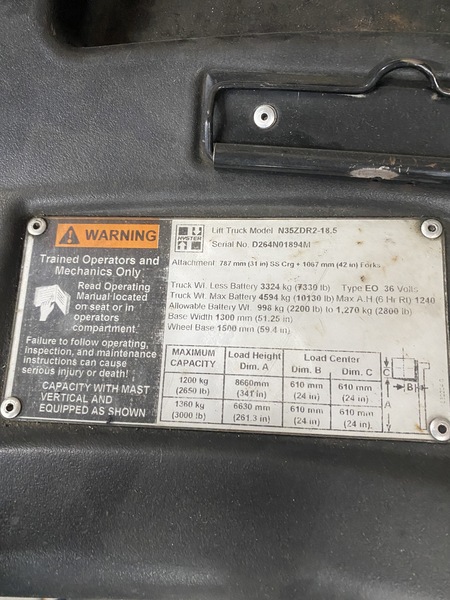 WARNING
Trained Operators and
Mechanics Only
Read Operating
Manual located
on seat or in
operators
compartment.
Failure to follow operating,
inspection, and maintenance
instructions can cause
serious injury or death!
CAPACITY WITH MAST
VERTICAL AND
EQUIPPED AS SHOWN
HYSTER
Lift Truck Model N35ZDR2-18.5
Serial No. D264N01894M
Attachment 787 mm (31 in) SS Crg + 1067 mm (42 in) Forks
Truck Wt. Less Battery 3324 kg (7330 lb) Type EO 36 Volts
Truck Wt. Max Battery 4594 kg (10130 lb) Max A.H (6 Hr Rt) 1240
Allowable Battery Wt. 998 kg (2200 lb) to 1,270 kg (2800 lb)
Base Width 1300 mm (51.25 in)
Wheel Base 1500 mm (59.4 in)
MAXIMUM CAPACITY Load Height Dim. A Load Center Dim. B Dim. C
1200 kg 8660mm 610 mm 610 mm
(2650 lb) (341 in) (24 in) (24 in)
1360 kg 6630 mm 610 mm 610 mm
(3000 lb) (261.3 in) (24 in) (24 in)
C
B
A